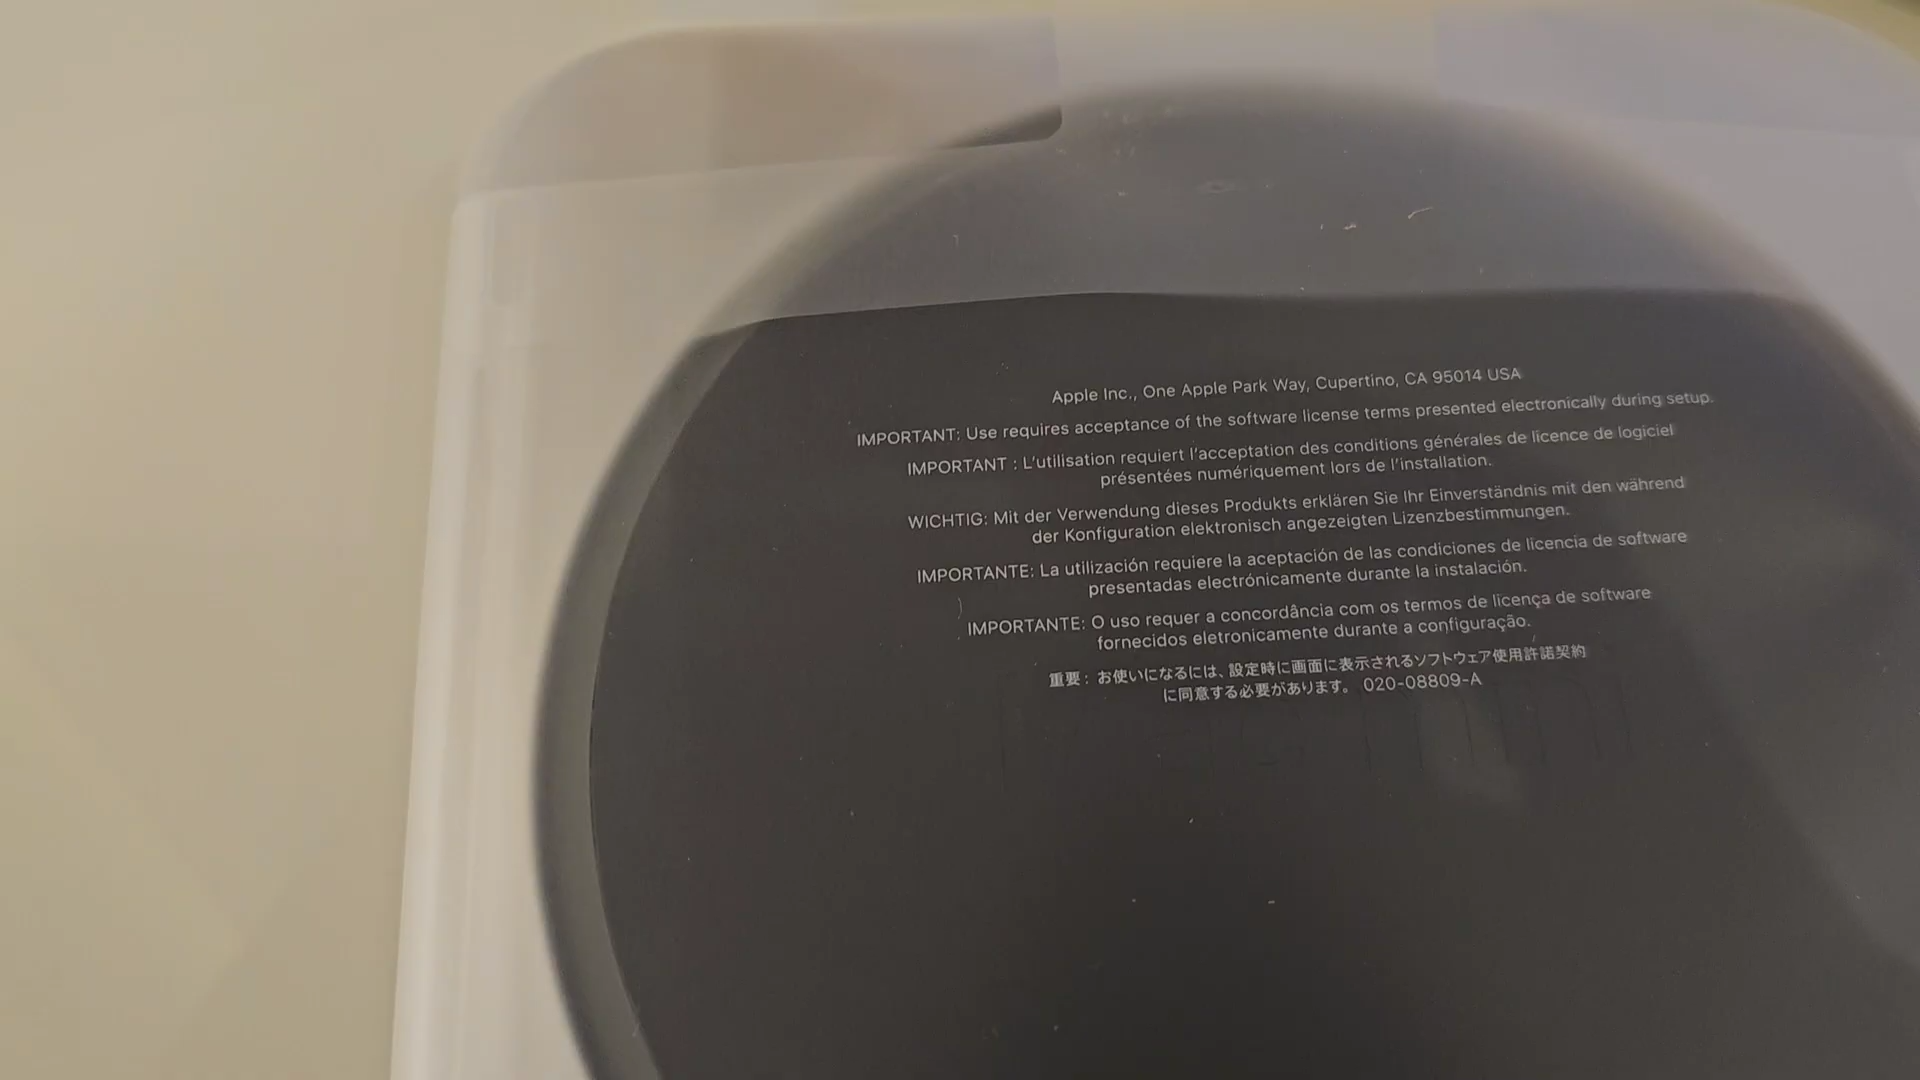 Apple Inc., One Apple Park Way, Cupertino, CA 95014 USA
IMPORTANT: Use requires acceptance of the software license terms presented electronically during setup.
IMPORTANT : L'utilisation requiert l'acceptation des conditions générales de licence de logiciel
présentées numériquement lors de l'installation.
WICHTIG: Mit der Verwendung dieses Produkts erklären Sie Ihr Einverständnis mit den während
der Konfiguration elektronisch angezeigten Lizenzbestimmungen.
IMPORTANTE: La utilización requiere la aceptación de las condiciones de licencia de software
presentadas electrónicamente durante la instalación.
IMPORTANTE: O uso requer a concordância com os termos de licença de software
fornecidos eletronicamente durante a configuração.
重要: お使いになるには、設定時に画面に表示されるソフトウェア使用許諾契約
に同意する必要があります。 020-08809-A